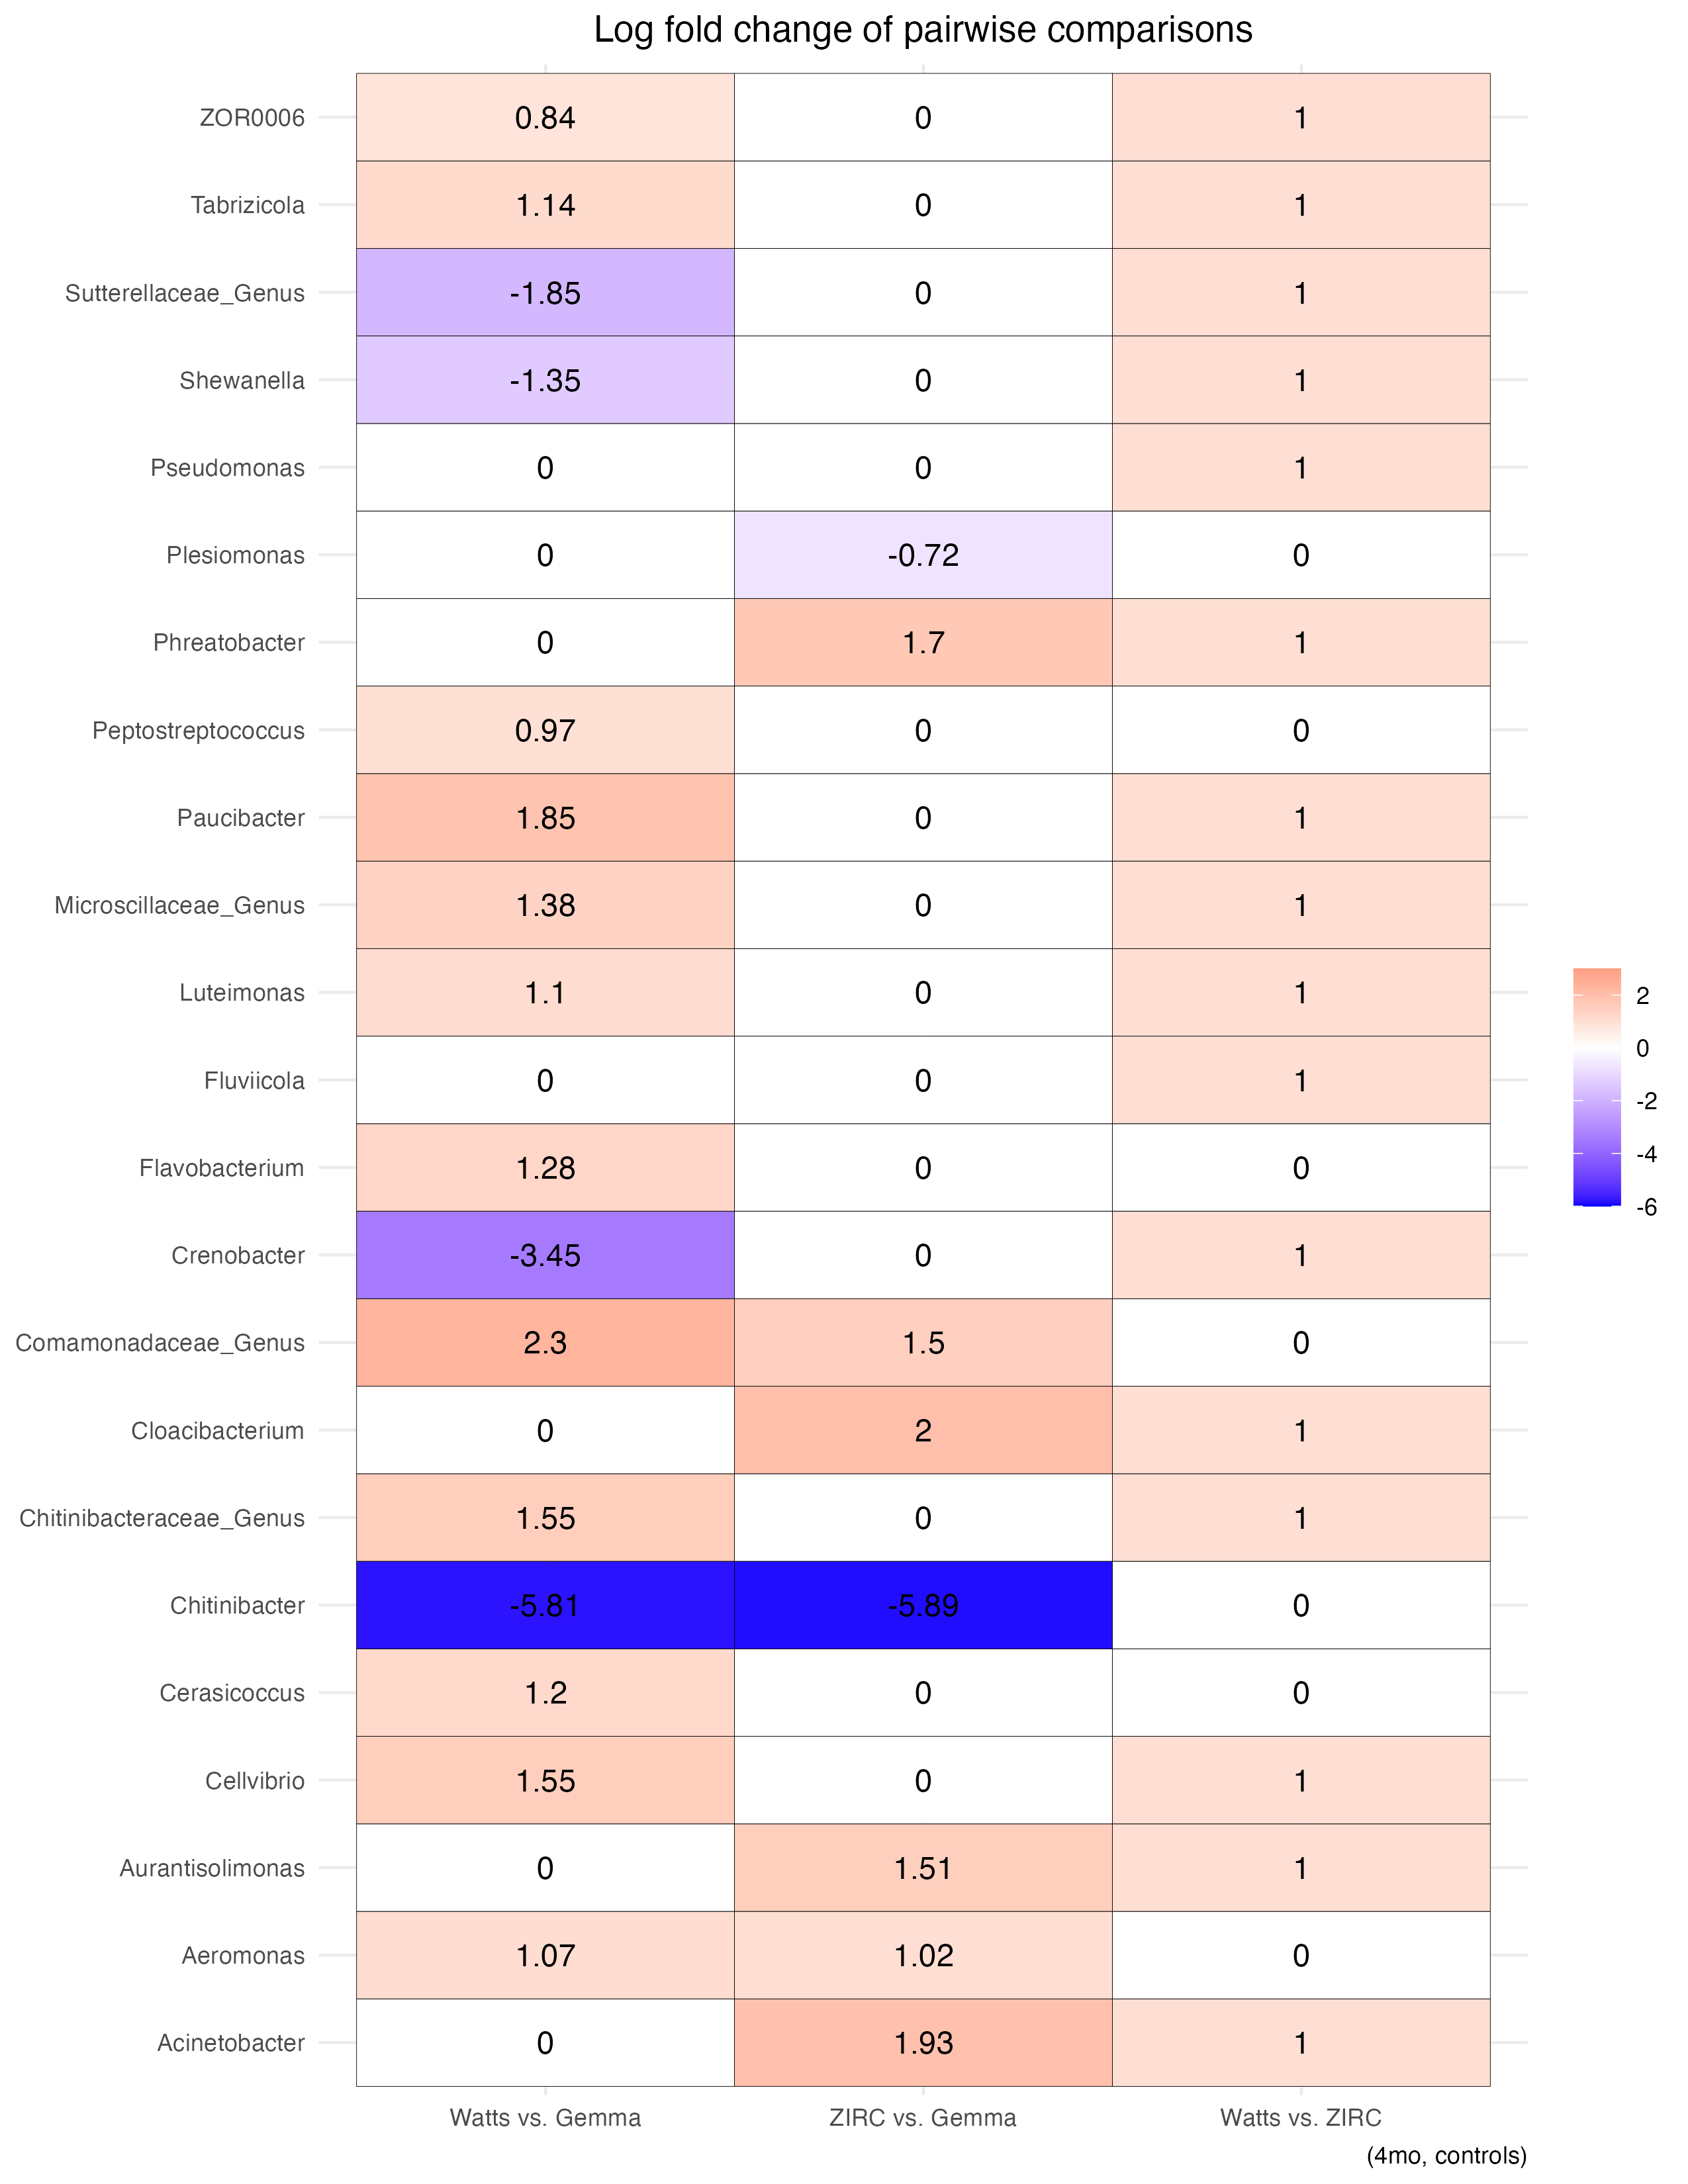 Log fold change of pairwise comparisons
ZOR0006 0.84 0 1
Tabrizicola 1.14 0 1
Sutterellaceae_Genus -1.85 0 1
Shewanella -1.35 0 1
Pseudomonas 0 0 1
Plesiomonas 0 -0.72 0
Phreatobacter 0 1.7 1
Peptostreptococcus 0.97 0 0
Paucibacter 1.85 0 1
Microscillaceae_Genus 1.38 0 1
Luteimonas 1.1 0 1
Fluviicola 0 0 1
Flavobacterium 1.28 0 0
Crenobacter -3.45 0 1
Comamonadaceae_Genus 2.3 1.5 0
Cloacibacterium 0 2 1
Chitinibacteraceae_Genus 1.55 0 1
Chitinibacter -5.81 -5.89 0
Cerasicoccus 1.2 0 0
Cellvibrio 1.55 0 1
Aurantisolimonas 0 1.51 1
Aeromonas 1.07 1.02 0
Acinetobacter 0 1.93 1
Watts vs. Gemma ZIRC vs. Gemma Watts vs. ZIRC
(4mo, controls)
2
0
-2
-4
-6